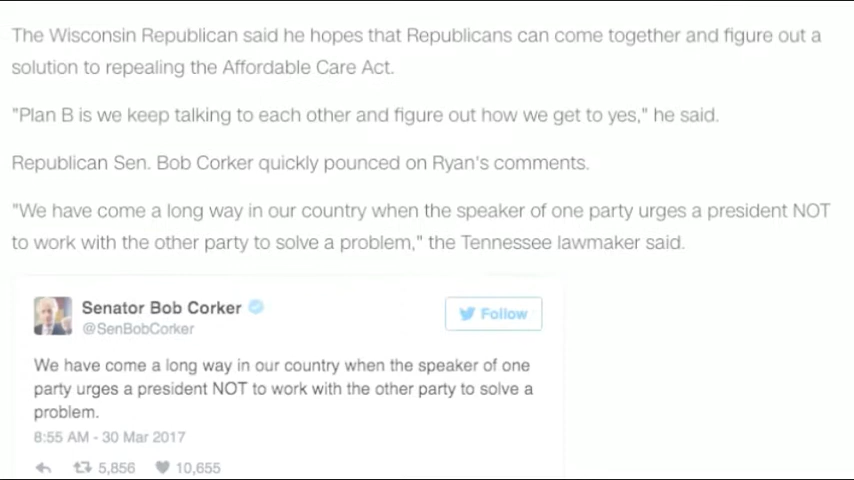 The Wisconsin Republican said he hopes that Republicans can come together and figure out a
solution to repealing the Affordable Care Act.
"Plan B is we keep talking to each other and figure out how we get to yes," he said.
Republican Sen. Bob Corker quickly pounced on Ryan's comments.
"We have come a long way in our country when the speaker of one party urges a president NOT
to work with the other party to solve a problem," the Tennessee lawmaker said.
Senator Bob Corker
@SenBobCorker
Follow
We have come a long way in our country when the speaker of one
party urges a president NOT to work with the other party to solve a
problem.
8:55 AM - 30 Mar 2017
5,856 10,655